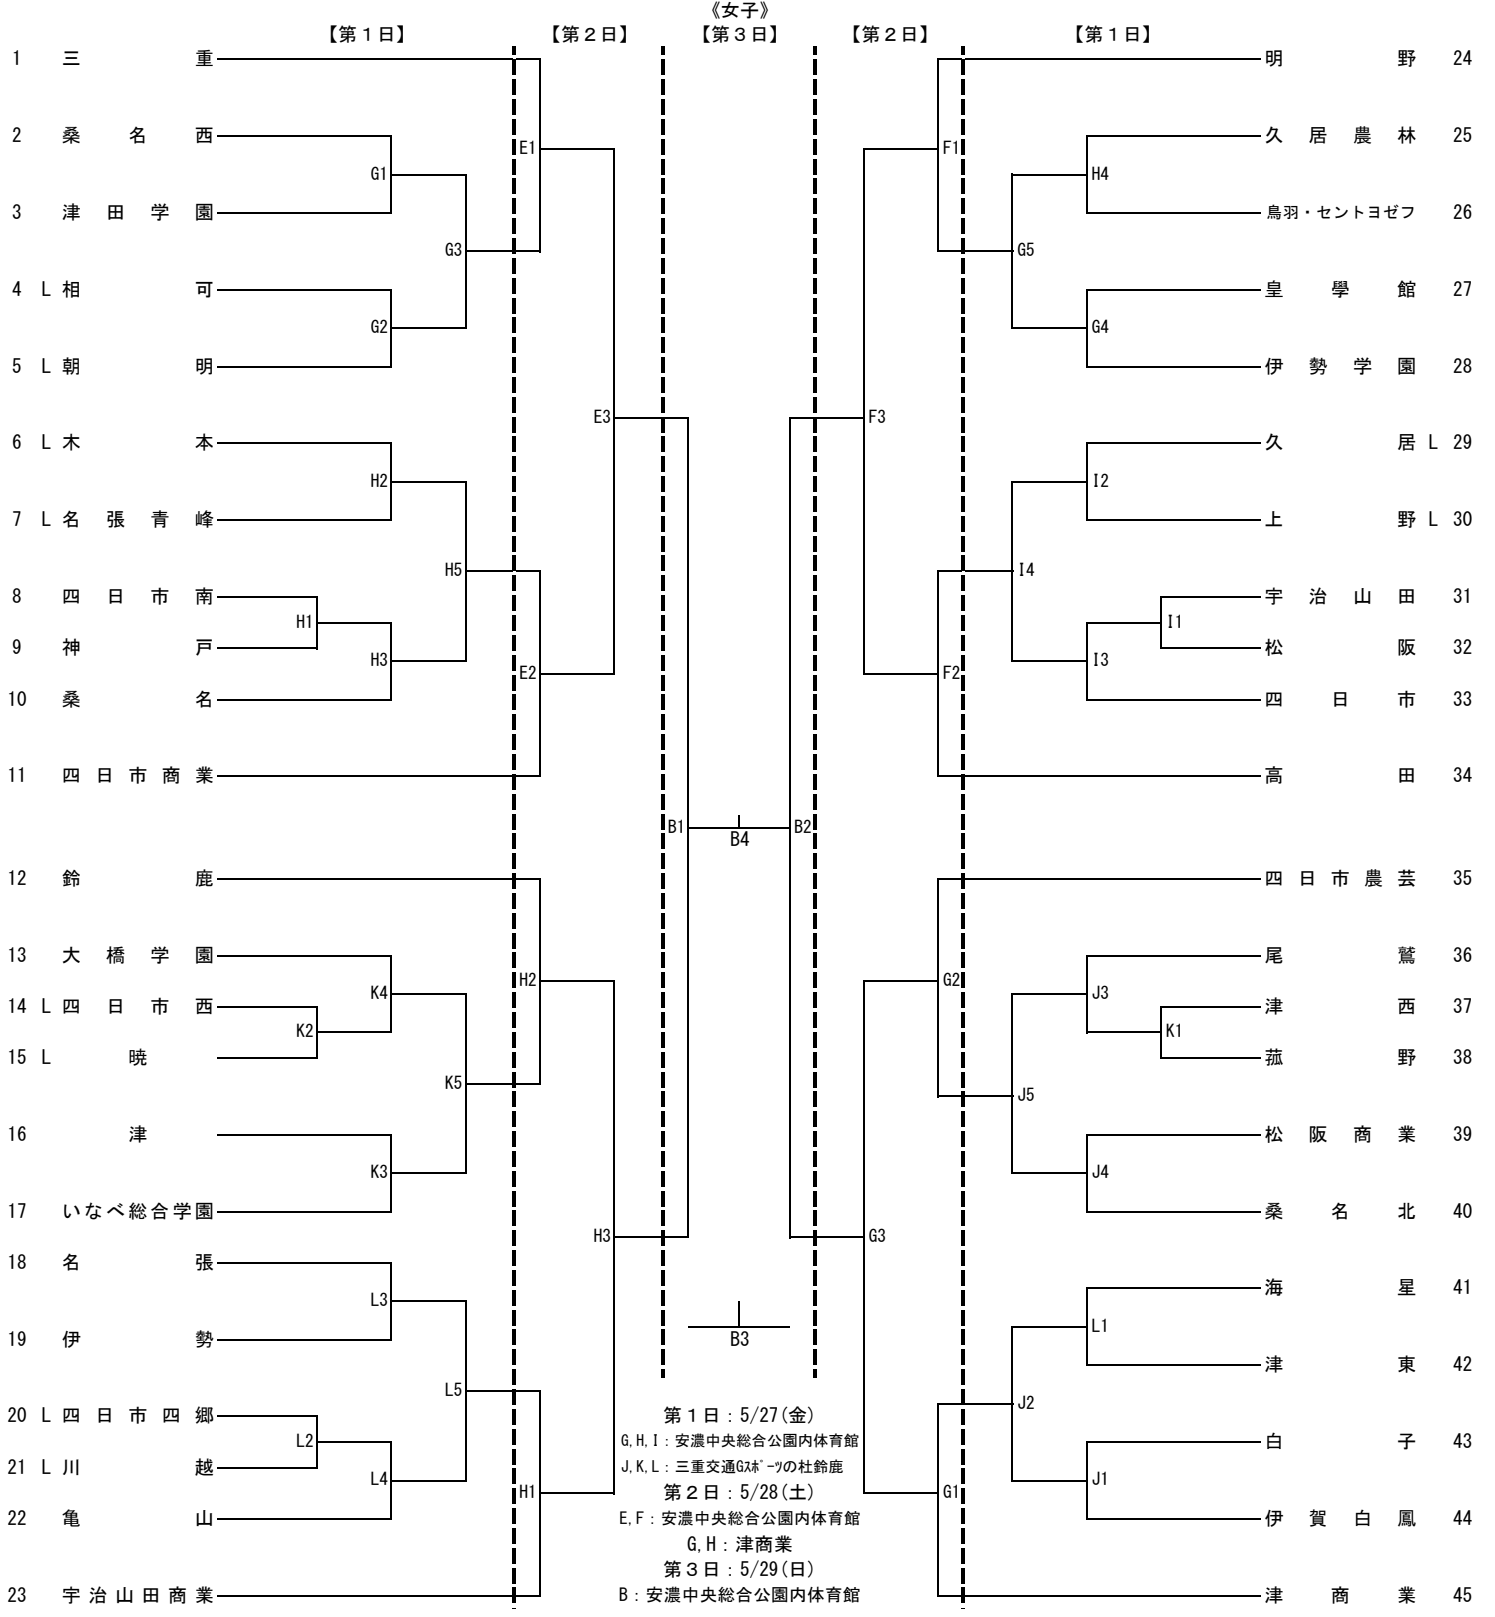 《女子》
【第１日】 【第２日】 【第３日】 【第２日】 【第１日】
1 三重 明野 24
2 桑名西 久居農林 25
E1 F1
G1 H4
3 津田学園 鳥羽・セントヨゼフ 26
G3 G5
4 L 相可 皇學館 27
G2 G4
5 L 朝明 伊勢学園 28
E3 F3
6 L 木本 久居 L 29
H2 I2
7 L 名張青峰 上野 L 30
H5 I4
8 四日市南 宇治山田 31
H1 I1
9 神戸 松阪 32
H3 I3
E2 F2
10 桑名 四日市 33
11 四日市商業 高田 34
B1 B2
B4
12 鈴鹿 四日市農芸 35
13 大橋学園 尾鷲 36
H2 G2
K4 J3
14 L 四日市西 津西 37
K2 K1
15 L 暁 菰野 38
K5 J5
16 津 松阪商業 39
K3 J4
17 いなべ総合学園 桑名北 40
H3 G3
18 名張 海星 41
L3 L1
19 伊勢 津東 42
B3
L5 J2
20 L 四日市四郷 第１日：5/27(金)
L2 G,H,I：安濃中央総合公園内体育館 白子 43
21 L 川越 J,K,L：三重交通Gｽﾎﾟｰﾂの杜鈴鹿
L4 J1
H1 第２日：5/28(土) G1
22 亀山 E,F：安濃中央総合公園内体育館 伊賀白鳳 44
G,H：津商業
第３日：5/29(日)
23 宇治山田商業 B：安濃中央総合公園内体育館 津商業 45